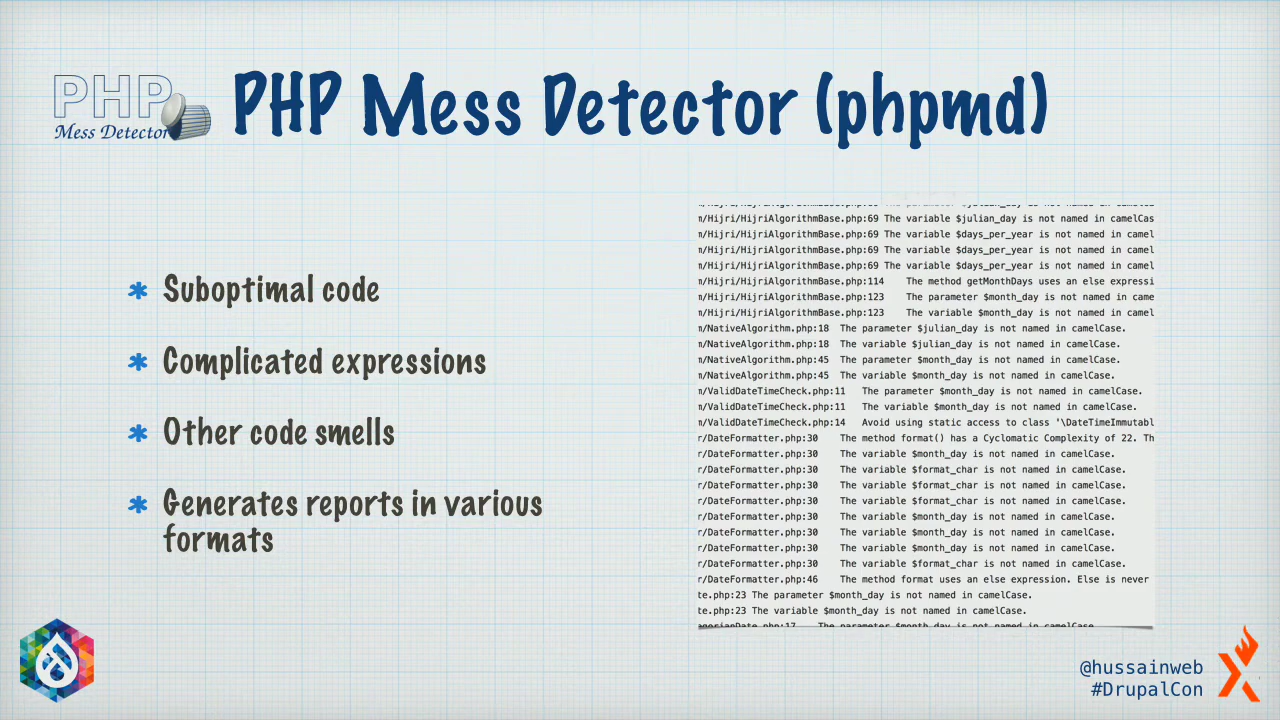 PHP
Mess Detector
PHP Mess Detector (phpmd)
* Suboptimal code
* Complicated expressions
* Other code smells
* Generates reports in various
formats
n/Hijri/HijriAlgorithmBase.php:69 The variable $julian_day is not named in camelCas
n/Hijri/HijriAlgorithmBase.php:69 The variable $days_per_year is not named in camel
n/Hijri/HijriAlgorithmBase.php:69 The variable $days_per_year is not named in camel
n/Hijri/HijriAlgorithmBase.php:69 The variable $days_per_year is not named in camel
n/Hijri/HijriAlgorithmBase.php:114 The method getMonthDays uses an else expressi
n/Hijri/HijriAlgorithmBase.php:123 The parameter $month_day is not named in came
n/Hijri/HijriAlgorithmBase.php:123 The variable $month_day is not named in camel
n/NativeAlgorithm.php:18 The parameter $julian_day is not named in camelCase.
n/NativeAlgorithm.php:18 The variable $julian_day is not named in camelCase.
n/NativeAlgorithm.php:45 The parameter $month_day is not named in camelCase.
n/NativeAlgorithm.php:45 The variable $month_day is not named in camelCase.
n/ValidDateTimeCheck.php:11 The parameter $month_day is not named in camelCase.
n/ValidDateTimeCheck.php:11 The variable $month_day is not named in camelCase.
n/ValidDateTimeCheck.php:14 Avoid using static access to class '\DateTimeImmutabl
r/DateFormatter.php:30 The method format() has a Cyclomatic Complexity of 22. Th
r/DateFormatter.php:30 The variable $month_day is not named in camelCase.
r/DateFormatter.php:30 The variable $format_char is not named in camelCase.
r/DateFormatter.php:30 The variable $format_char is not named in camelCase.
r/DateFormatter.php:30 The variable $format_char is not named in camelCase.
r/DateFormatter.php:30 The variable $month_day is not named in camelCase.
r/DateFormatter.php:30 The variable $month_day is not named in camelCase.
r/DateFormatter.php:30 The variable $month_day is not named in camelCase.
r/DateFormatter.php:30 The variable $format_char is not named in camelCase.
r/DateFormatter.php:46 The method format uses an else expression. Else is never
te.php:23 The parameter $month_day is not named in camelCase.
te.php:23 The variable $month_day is not named in camelCase.
egorianDate.php:17 The parameter $month_day is not named in camelCase.
@hussainweb
#DrupalCon